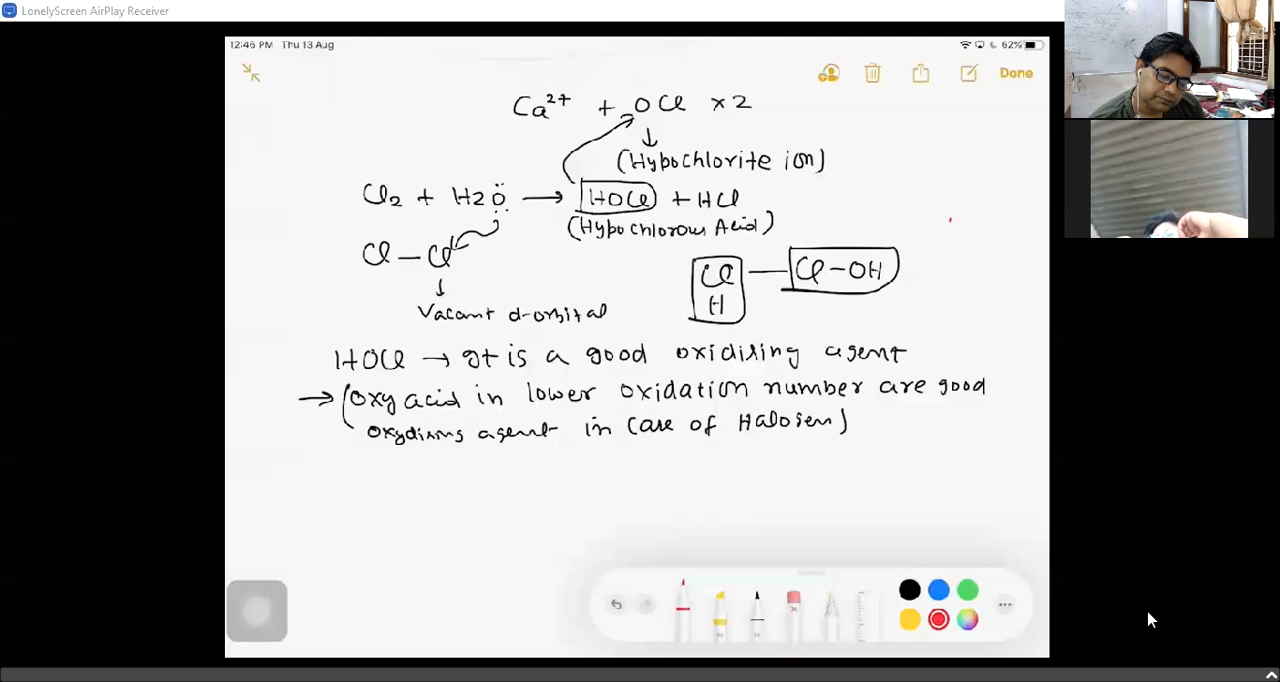 LonelyScreen AirPlay Receiver
12:46 PM Thu 13 Aug
62%
Done
Ca2+ + OCl x2
(Hypochlorite ion)
Cl2 + H2O → HOCl + HCl
(Hypochlorous Acid)
Cl — Cl
Cl — Cl-OH
H
Vacant d-orbital
HOCl → It is a good oxidising agent
→ (Oxy acid in lower oxidation number are good
oxydising agent in case of Halogen)